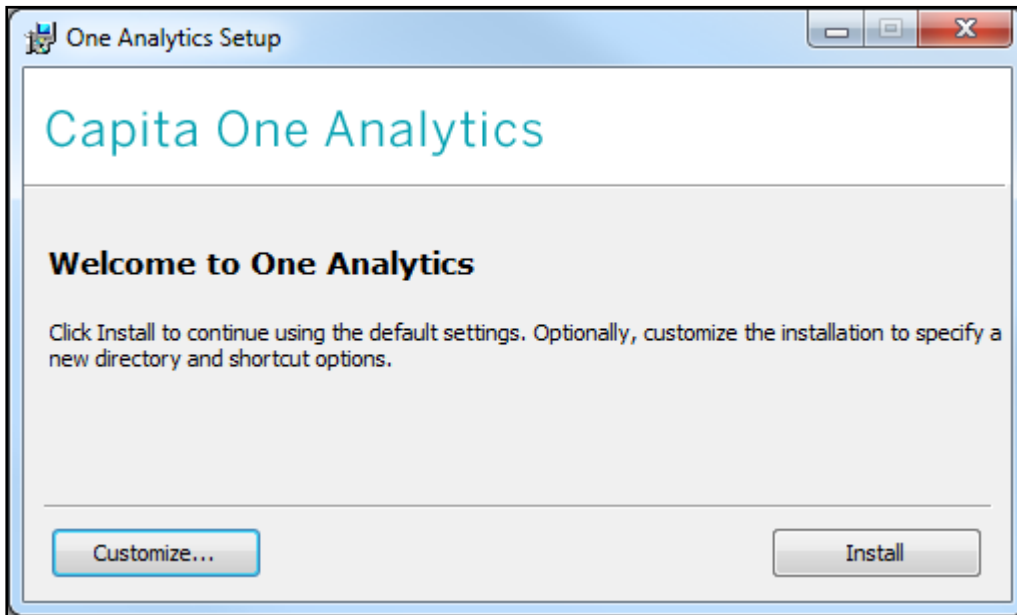 One Analytics Setup
Capita One Analytics
Welcome to One Analytics
Click Install to continue using the default settings. Optionally, customize the installation to specify a
new directory and shortcut options.
Customize...
Install